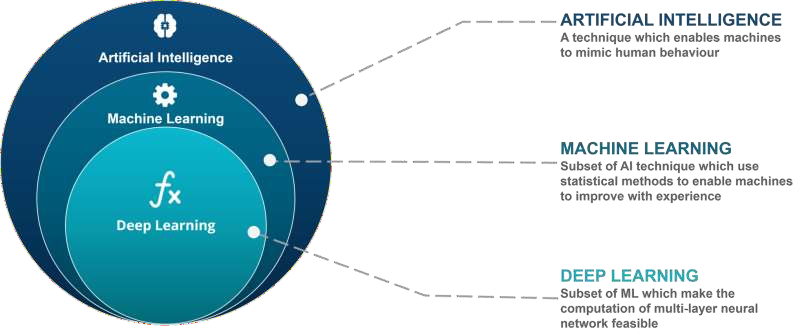 Artificial Intelligence
Machine Learning
fx
Deep Learning
ARTIFICIAL INTELLIGENCE
A technique which enables machines
to mimic human behaviour
MACHINE LEARNING
Subset of AI technique which use
statistical methods to enable machines
to improve with experience
DEEP LEARNING
Subset of ML which make the
computation of multi-layer neural
network feasible